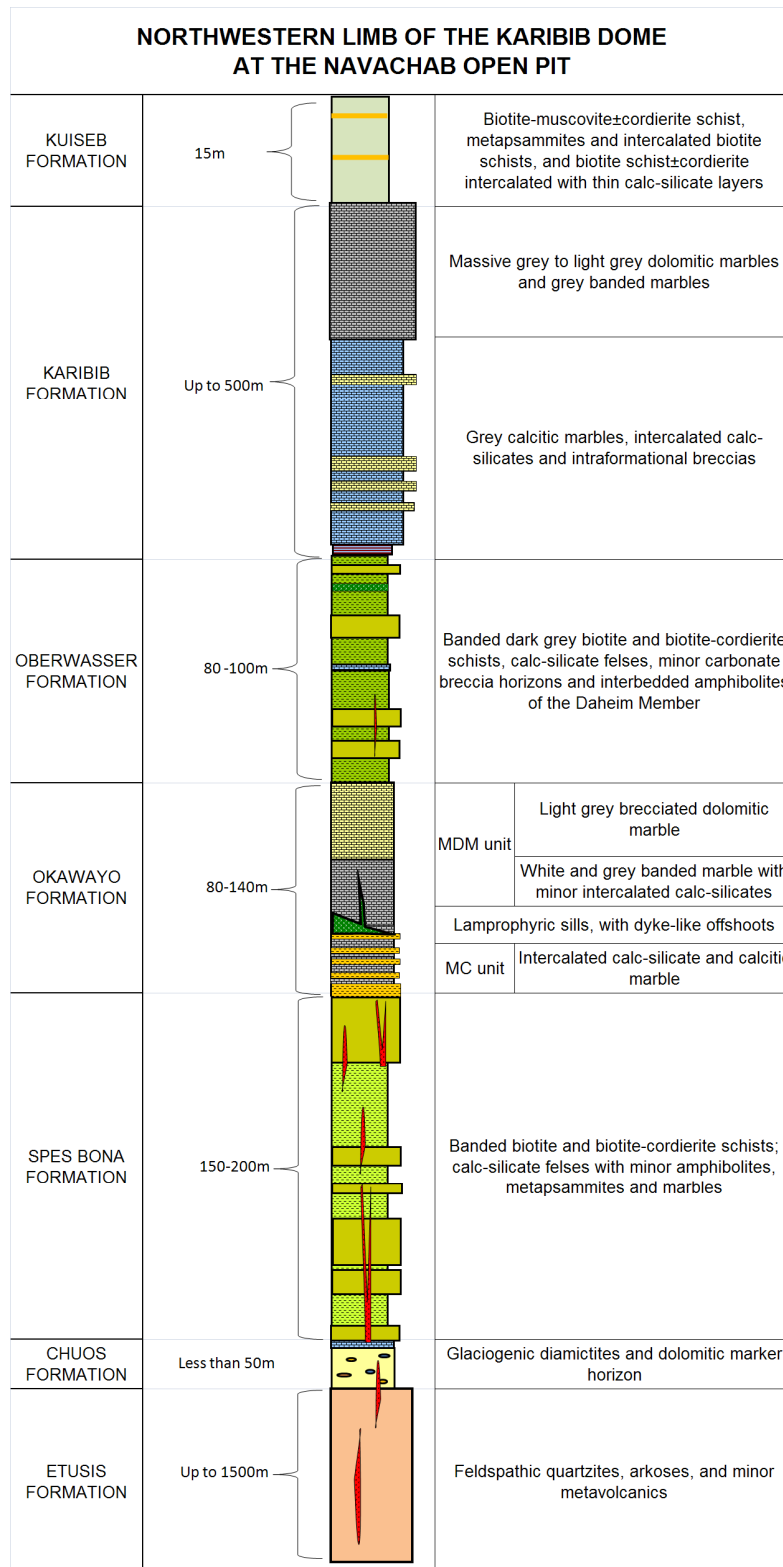 NORTHWESTERN LIMB OF THE KARIBIB DOME
AT THE NAVACHAB OPEN PIT
KUISEB
FORMATION
15m
Biotite-muscovite±cordierite schist,
metapsammites and intercalated biotite
schists, and biotite schist±cordierite
intercalated with thin calc-silicate layers
KARIBIB
FORMATION
Up to 500m
Massive grey to light grey dolomitic marbles
and grey banded marbles
Grey calcitic marbles, intercalated calc-
silicates and intraformational breccias
OBERWASSER
FORMATION
80 -100m
Banded dark grey biotite and biotite-cordierite
schists, calc-silicate felses, minor carbonate
breccia horizons and interbedded amphibolites
of the Daheim Member
OKAWAYO
FORMATION
80-140m
MDM unit
Light grey brecciated dolomitic
marble
White and grey banded marble with
minor intercalated calc-silicates
Lamprophyric sills, with dyke-like offshoots
MC unit
Intercalated calc-silicate and calcitic
marble
SPES BONA
FORMATION
150-200m
Banded biotite and biotite-cordierite schists;
calc-silicate felses with minor amphibolites,
metapsammites and marbles
CHUOS
FORMATION
Less than 50m
Glaciogenic diamictites and dolomitic marker
horizon
ETUSIS
FORMATION
Up to 1500m
Feldspathic quartzites, arkoses, and minor
metavolcanics